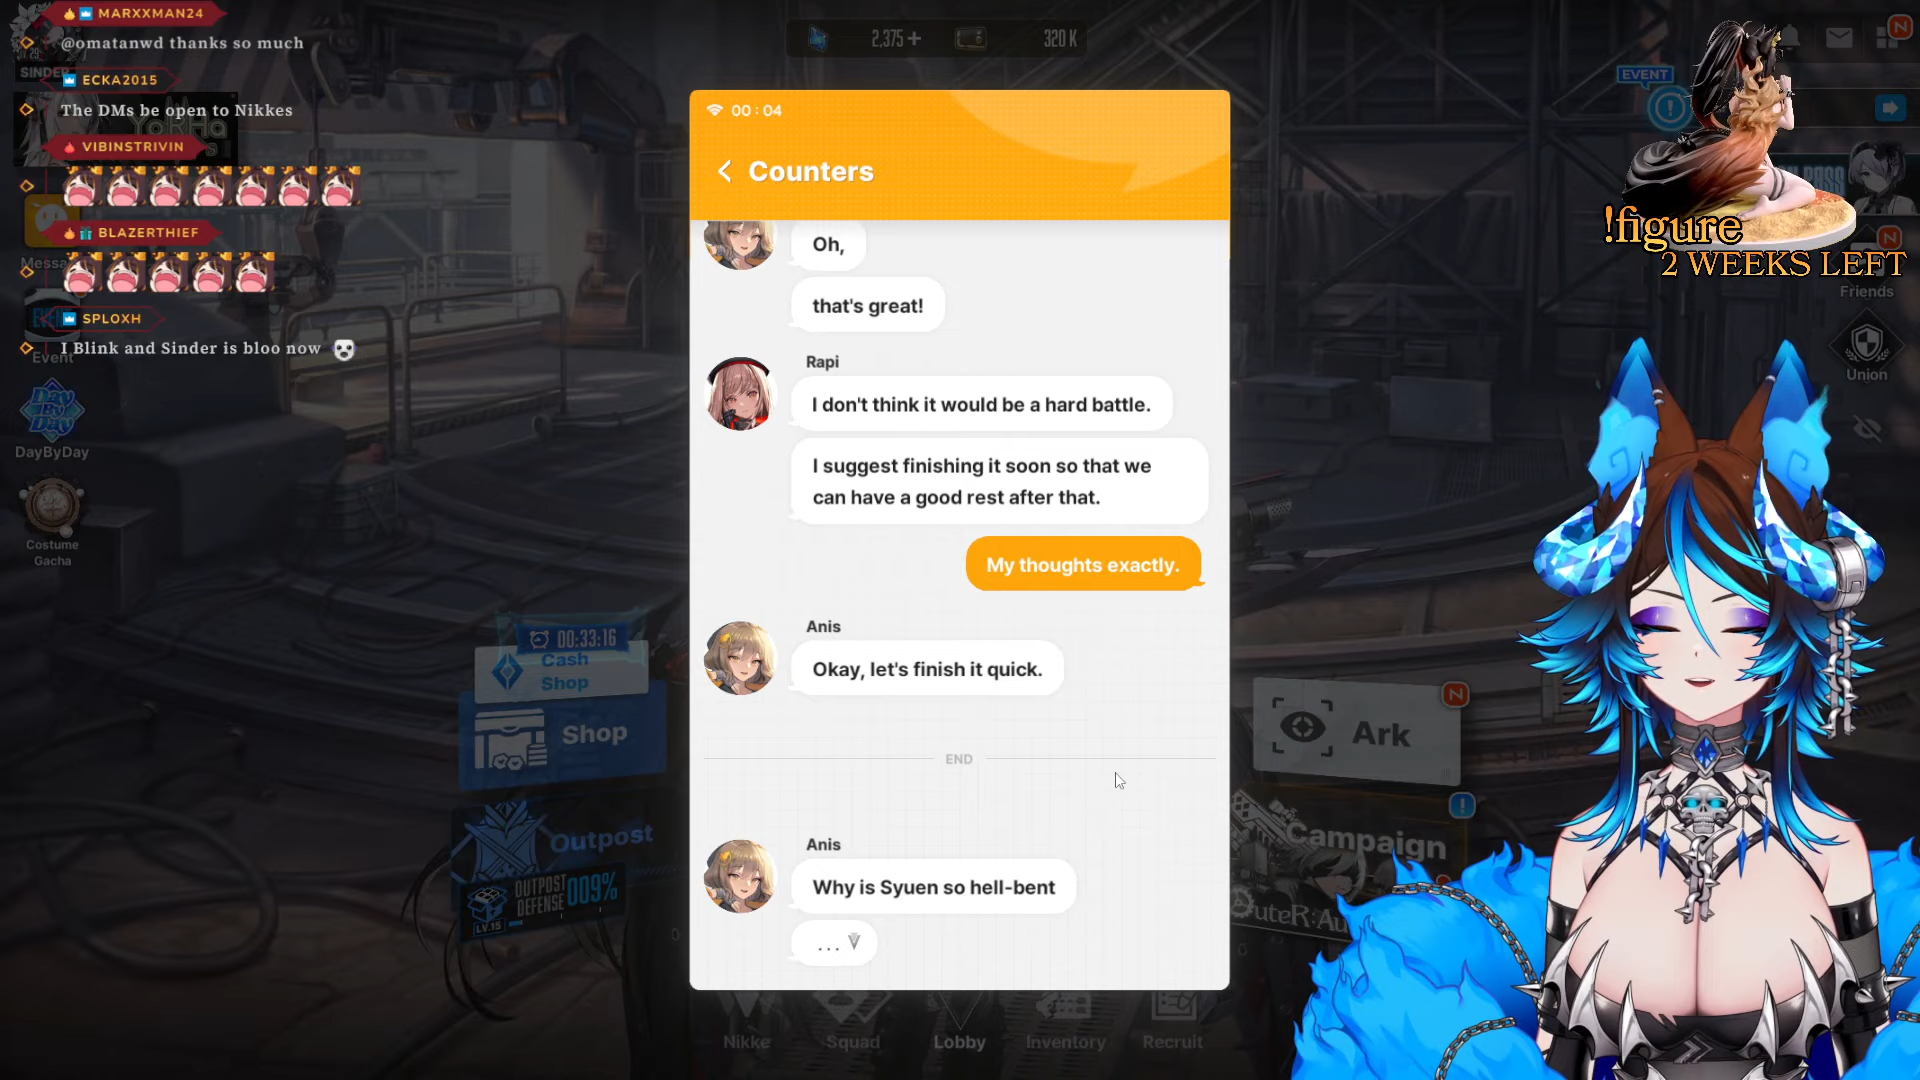 MARXXMAN24
@omatanwd thanks so much
ECKA2015
The DMs be open to Nikkes
VIBINSTRIVIN
BLAZERTHIEF
SPLOXH
I Blink and Sinder is bloo now
Event
DayByDay
Costume
Gacha
2,375+
320 K
00:04
Counters
Oh,
that's great!
Rapi
I don't think it would be a hard battle.
I suggest finishing it soon so that we
can have a good rest after that.
My thoughts exactly.
Anis
Okay, let's finish it quick.
END
Anis
Why is Syuen so hell-bent
...
00:33:16
Cash
Shop
Shop
Outpost
OUTPOST
DEFENSE 009%
LV.15
Nikke
Squad
Lobby
Inventory
Recruit
Ark
N
Campaign
EVENT
N
!figure
2 WEEKS LEFT
N
Friends
Union